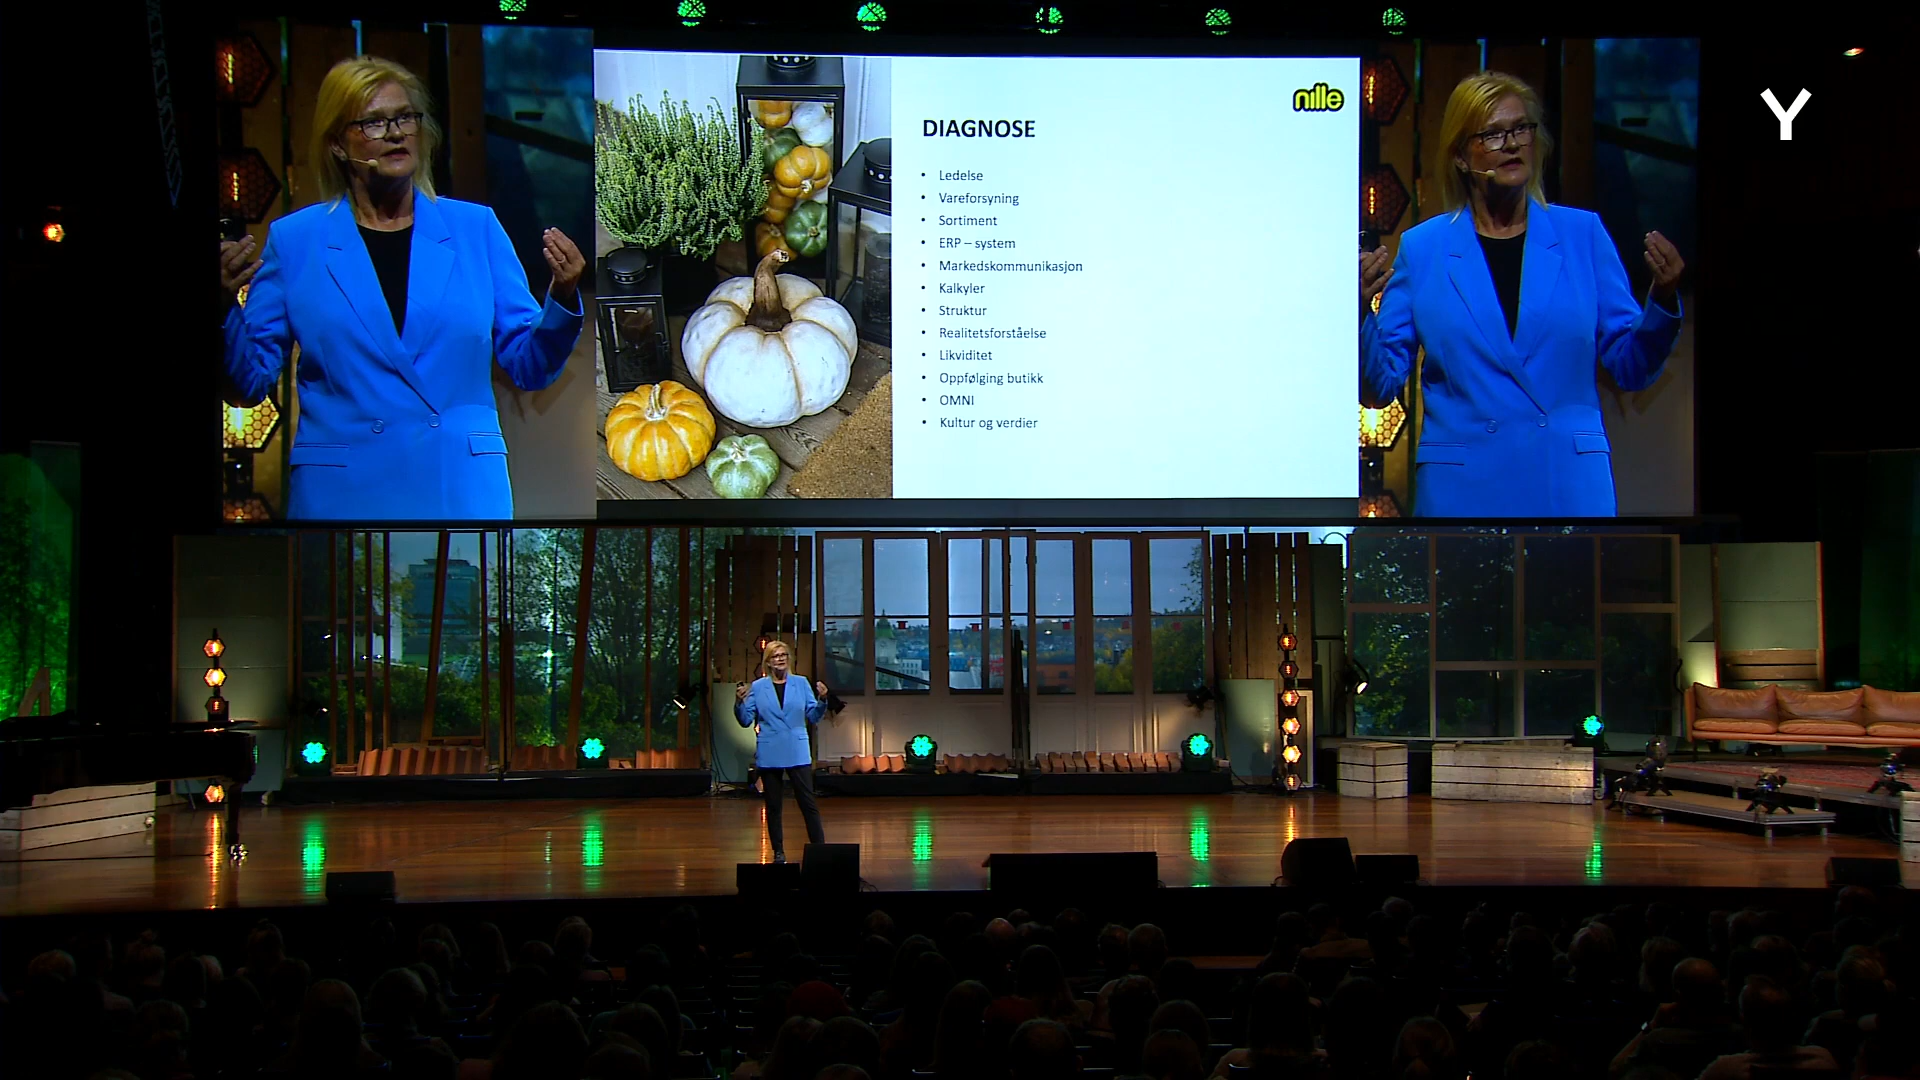 nille
Y
DIAGNOSE
• Ledelse
• Vareforsyning
• Sortiment
• ERP – system
• Markedskommunikasjon
• Kalkyler
• Struktur
• Realitetsforståelse
• Likviditet
• Oppfølging butikk
• OMNI
• Kultur og verdier